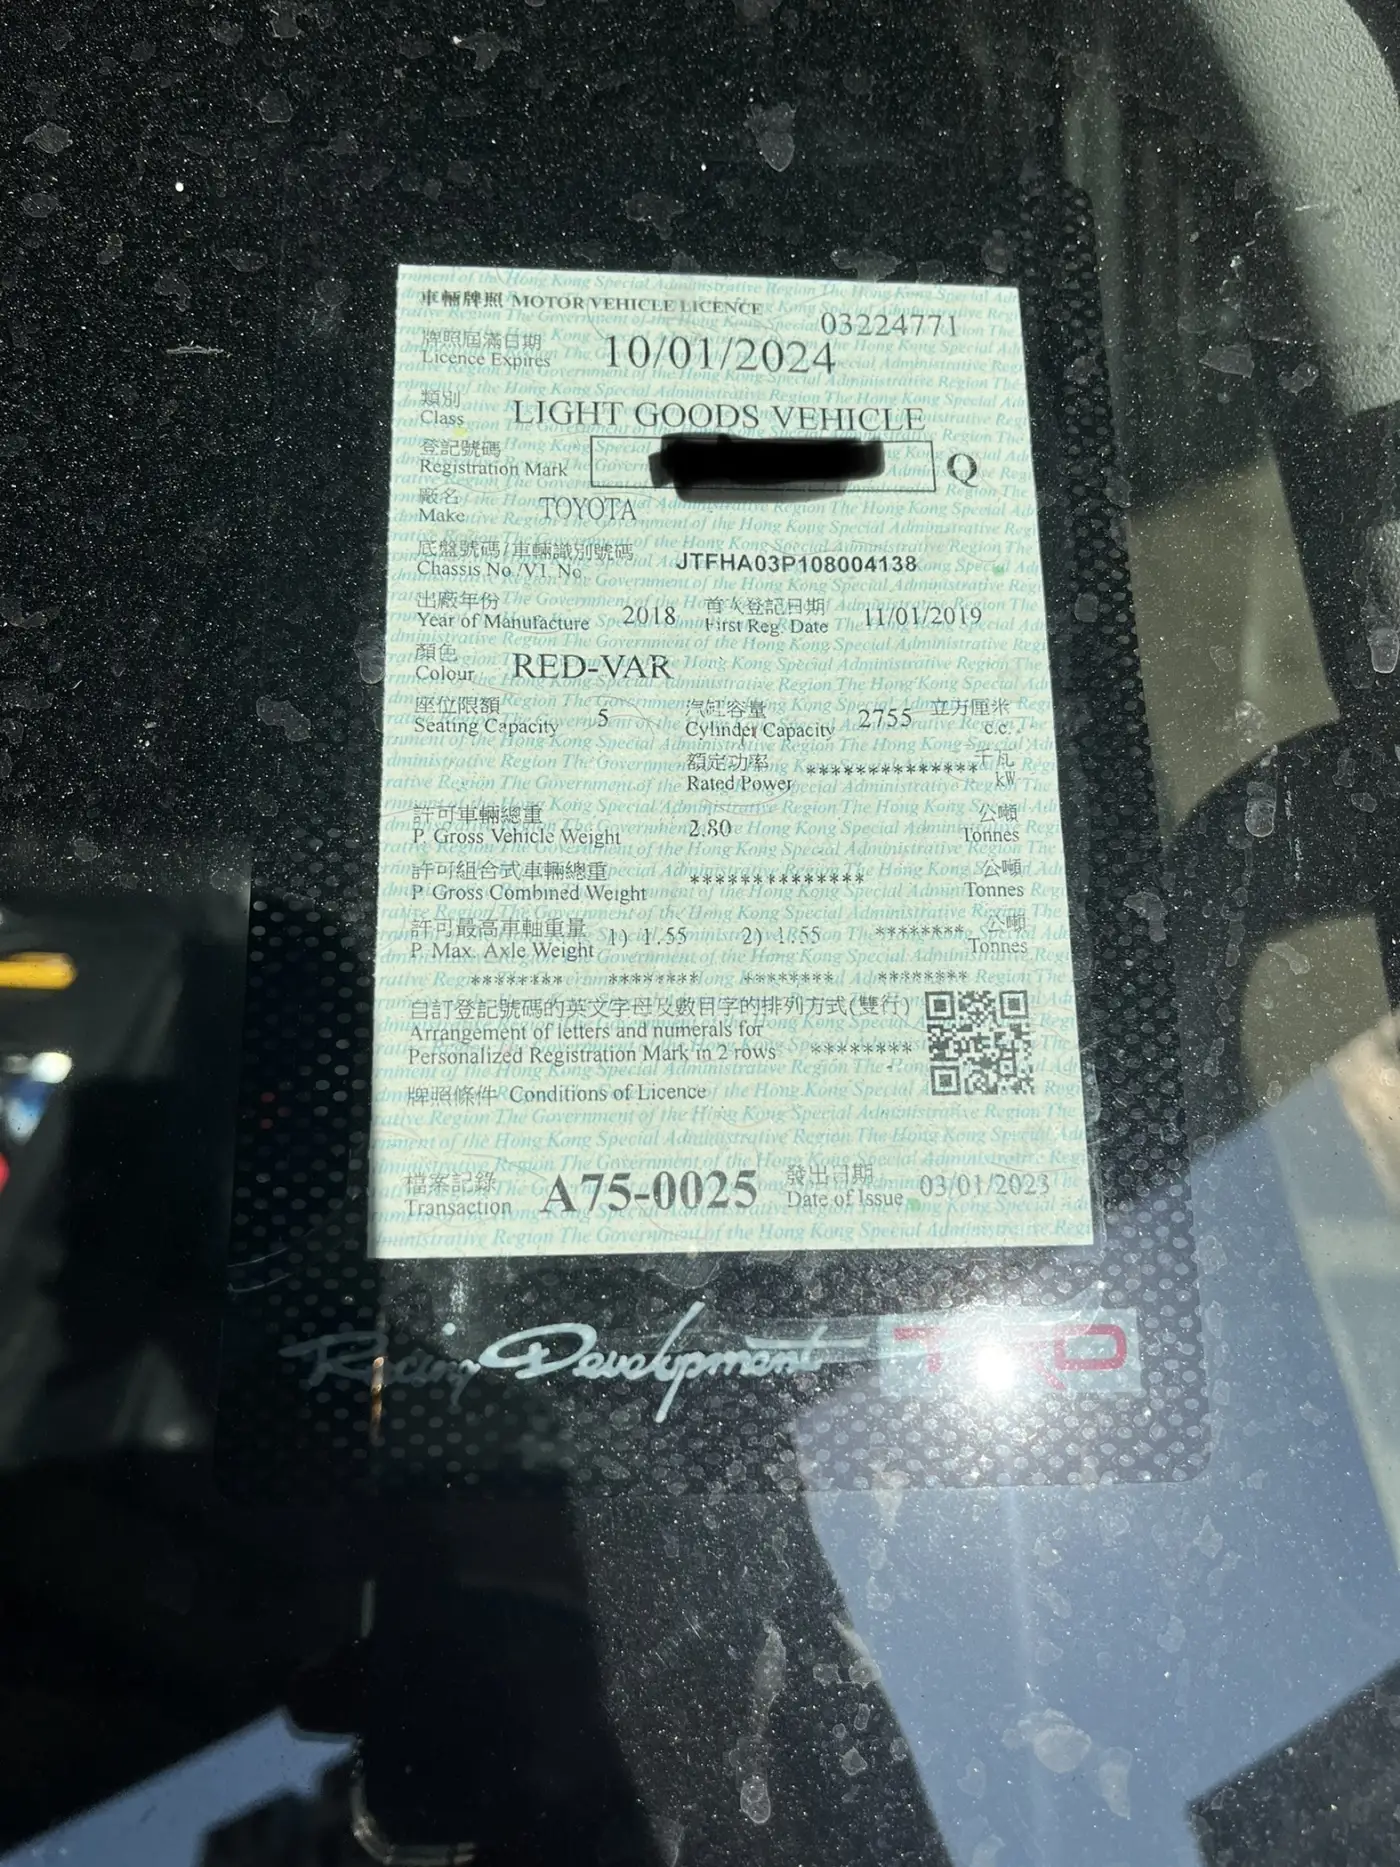 車輛牌照 MOTOR VEHICLE LICENCE
03224771
牌照屆滿日期
Licence Expires 10/01/2024
類別
Class LIGHT GOODS VEHICLE
登記號碼
Registration Mark Q
廠名
Make TOYOTA
底盤號碼/車輛識別號碼
Chassis No./V.I. No. JTFHA03P108004138
出廠年份 首次登記日期
Year of Manufacture 2018 First Reg. Date 11/01/2019
顏色
Colour RED-VAR
座位限額 汽缸容量 立方厘米
Seating Capacity 5 Cylinder Capacity 2755 c.c.
額定功率 千瓦
Rated Power ************** kW
許可車輛總重 公噸
P. Gross Vehicle Weight 2.80 Tonnes
許可組合式車輛總重 公噸
P. Gross Combined Weight ************** Tonnes
許可最高車軸重量 公噸
P. Max. Axle Weight 1) 1.55 2) 1.55 ******** Tonnes
******** ******** ******** ********
自訂登記號碼的英文字母及數目字的排列方式(雙行)
Arrangement of letters and numerals for
Personalized Registration Mark in 2 rows ********
牌照條件 Conditions of Licence
檔案記錄 發出日期
Transaction A75-0025 Date of Issue 03/01/2023
Racing Development TRD